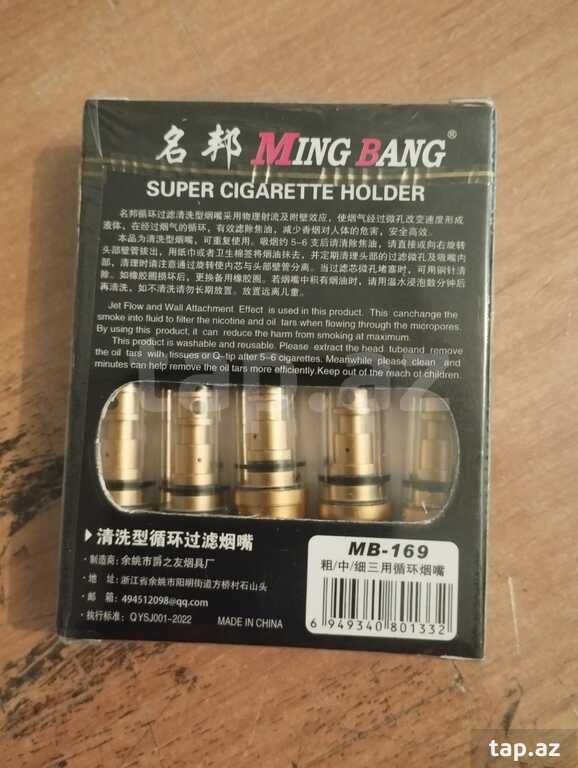 名邦 MING BANG®
SUPER CIGARETTE HOLDER
名邦循环过滤清洗型烟嘴采用物理射流及附壁效应，使烟气经过微孔改变速度形成
液体，在经过烟气的循环，有效滤除焦油，减少香烟对人体的危害，安全高效。
本品为清洗型烟嘴，可重复使用。吸烟约5-6支后请清除焦油，请直接或向右旋转
头部壁管拔出，用纸巾或者卫生棉签将烟油抹去，并定期清理头部的过滤微孔及吸嘴内
部，清理时请注意通过旋转使内芯与头部壁管分离。当过滤芯微孔堵塞时，可用铜针清
除。如橡胶圈损坏后，更换备用橡胶圈。若烟嘴中积有烟油时，请用温水浸泡数分钟后
再清洗，如不清洗请勿长期放置。放置远离儿童。
Jet Flow and Wall Attachment Effect is used in this product. This canchange the
smoke into fluid to filter the nicotine and oil tars when flowing through the micropores.
By using this product, it can reduce the harm from smoking at maximum.
This product is washable and reusable. Please extract the head tubeand remove
the oil tars with tissues or Q-tip after 5-6 cigarettes. Meanwhile please clean and
minutes can help remove the oil tars more efficiently.Keep out of the reach of children.
tap.az
▶清洗型循环过滤烟嘴
·制造商：余姚市爵之友烟具厂
·地 址：浙江省余姚市阳明街道方桥村石山头
·邮 箱：494512098@qq.com
·执行标准：QYSJ001-2022 MADE IN CHINA
MB-169
粗/中/细三用循环烟嘴
6 949340 801332
tap.az